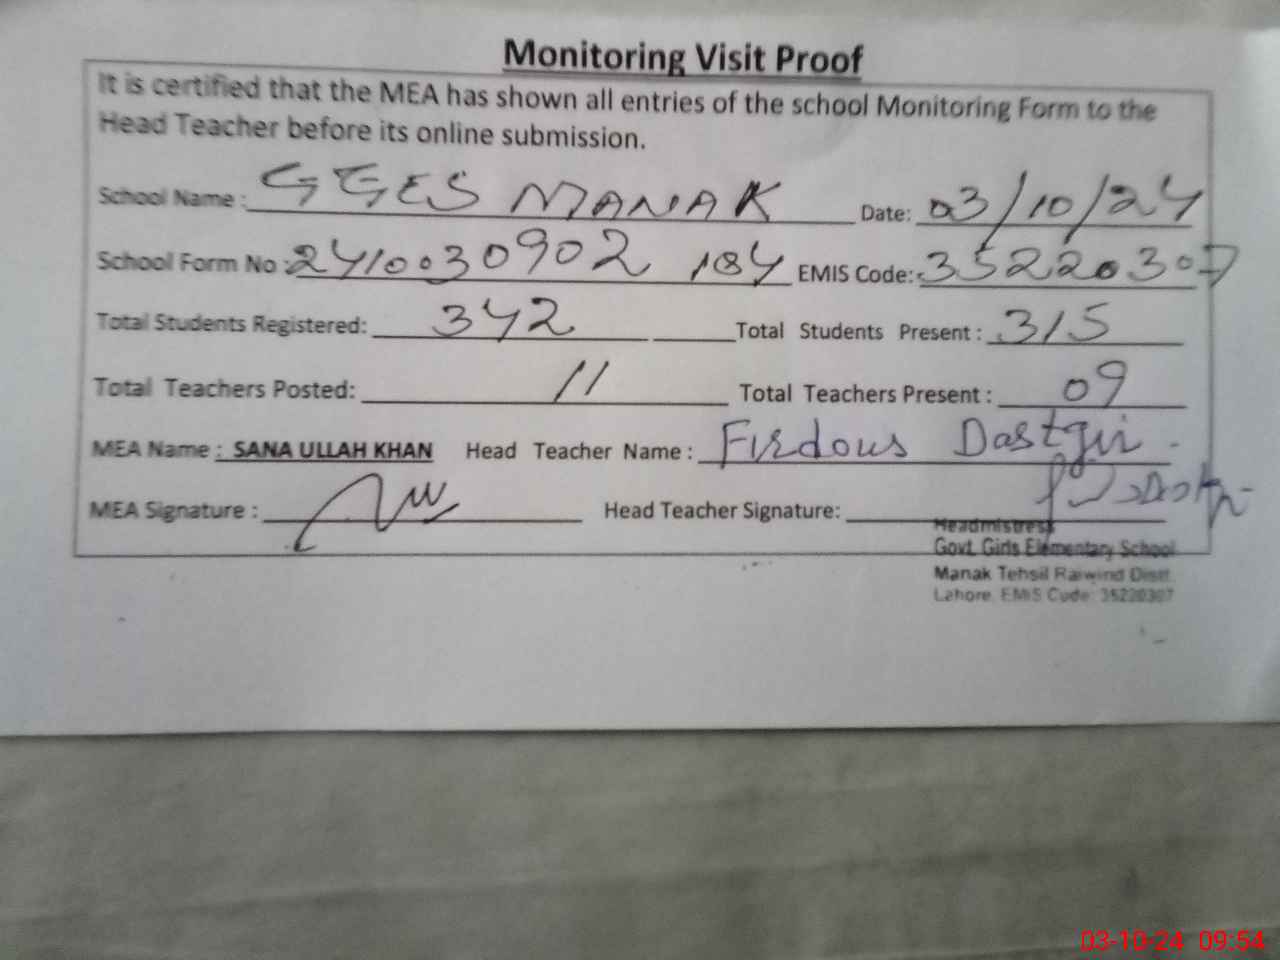 Monitoring Visit Proof
It is certified that the MEA has shown all entries of the school Monitoring Form to the
Head Teacher before its online submission.
School Name : GGES MANAK Date: 03/10/24
School Form No : 2410030902 184 EMIS Code: 35220307
Total Students Registered: 342 Total Students Present : 315
Total Teachers Posted: 11 Total Teachers Present : 09
MEA Name : SANA ULLAH KHAN Head Teacher Name : Firdous Dastgir
MEA Signature : Head Teacher Signature:
Headmistress
Govt. Girls Elementary School
Manak Tehsil Raiwind Distt.
Lahore. EMIS Code: 35220307
03-10-24 09:54